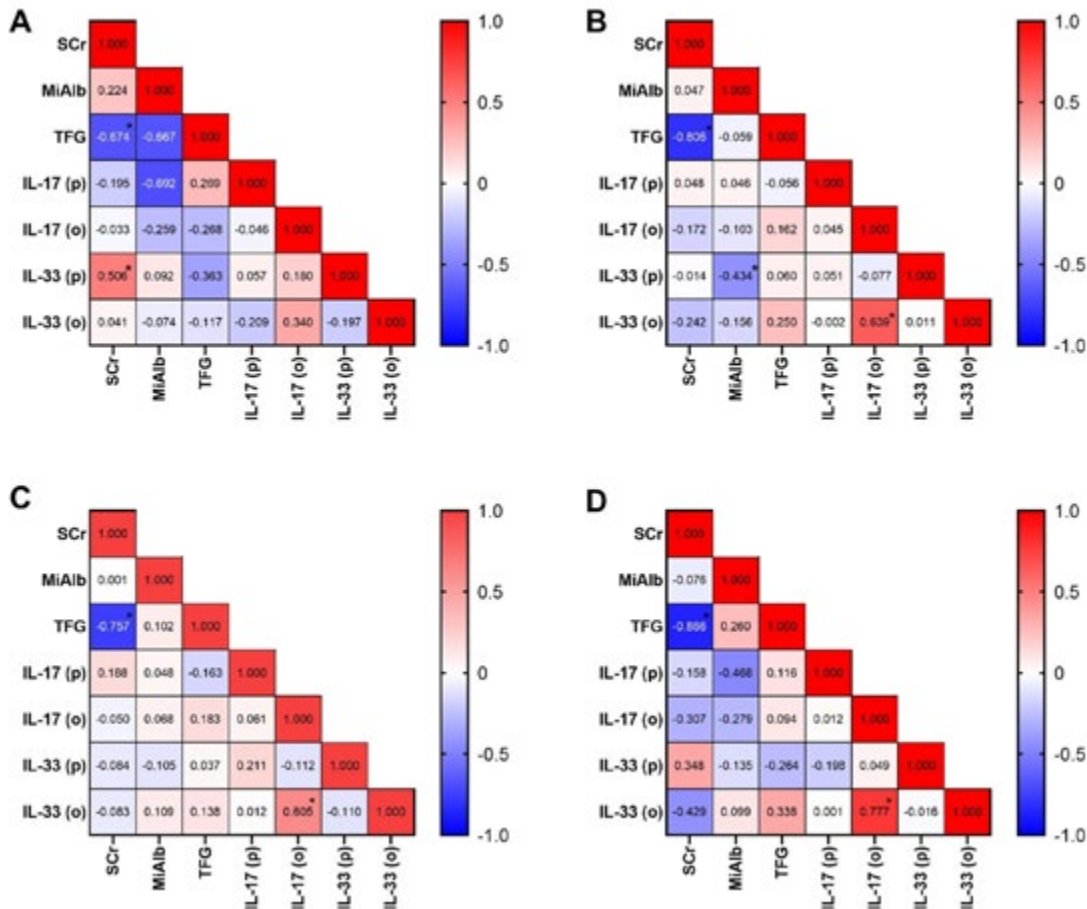 A
SCr 1.000
MiAlb 0.224 1.000
TFG -0.674* -0.667 1.000
IL-17 (p) -0.195 -0.692 0.269 1.000
IL-17 (o) -0.033 -0.259 -0.268 -0.046 1.000
IL-33 (p) 0.506* 0.092 -0.363 0.057 0.180 1.000
IL-33 (o) 0.041 -0.074 -0.117 -0.209 0.340 -0.197 1.000
SCr MiAlb TFG IL-17 (p) IL-17 (o) IL-33 (p) IL-33 (o)
1.0
0.5
0
-0.5
-1.0
B
SCr 1.000
MiAlb 0.047 1.000
TFG * -0.059 1.000
IL-17 (p) 0.048 0.046 -0.056 1.000
IL-17 (o) -0.172 -0.103 0.162 0.045 1.000
IL-33 (p) -0.014 -0.434* 0.060 0.051 -0.077 1.000
IL-33 (o) -0.242 -0.156 0.250 -0.002 0.639* 0.011 1.000
SCr MiAlb TFG IL-17 (p) IL-17 (o) IL-33 (p) IL-33 (o)
1.0
0.5
0
-0.5
-1.0
C
SCr 1.000
MiAlb 0.001 1.000
TFG -0.757* 0.102 1.000
IL-17 (p) 0.188 0.048 -0.163 1.000
IL-17 (o) -0.050 0.068 0.183 0.061 1.000
IL-33 (p) -0.084 -0.105 0.037 0.211 -0.112 1.000
IL-33 (o) -0.083 0.109 0.138 0.012 0.605* -0.110 1.000
SCr MiAlb TFG IL-17 (p) IL-17 (o) IL-33 (p) IL-33 (o)
1.0
0.5
0
-0.5
-1.0
D
SCr 1.000
MiAlb -0.076 1.000
TFG * 0.260 1.000
IL-17 (p) -0.158 -0.468 0.116 1.000
IL-17 (o) -0.307 -0.279 0.094 0.012 1.000
IL-33 (p) 0.348 -0.135 -0.264 -0.198 0.049 1.000
IL-33 (o) -0.429 0.099 0.338 0.001 0.777* -0.016 1.000
SCr MiAlb TFG IL-17 (p) IL-17 (o) IL-33 (p) IL-33 (o)
1.0
0.5
0
-0.5
-1.0